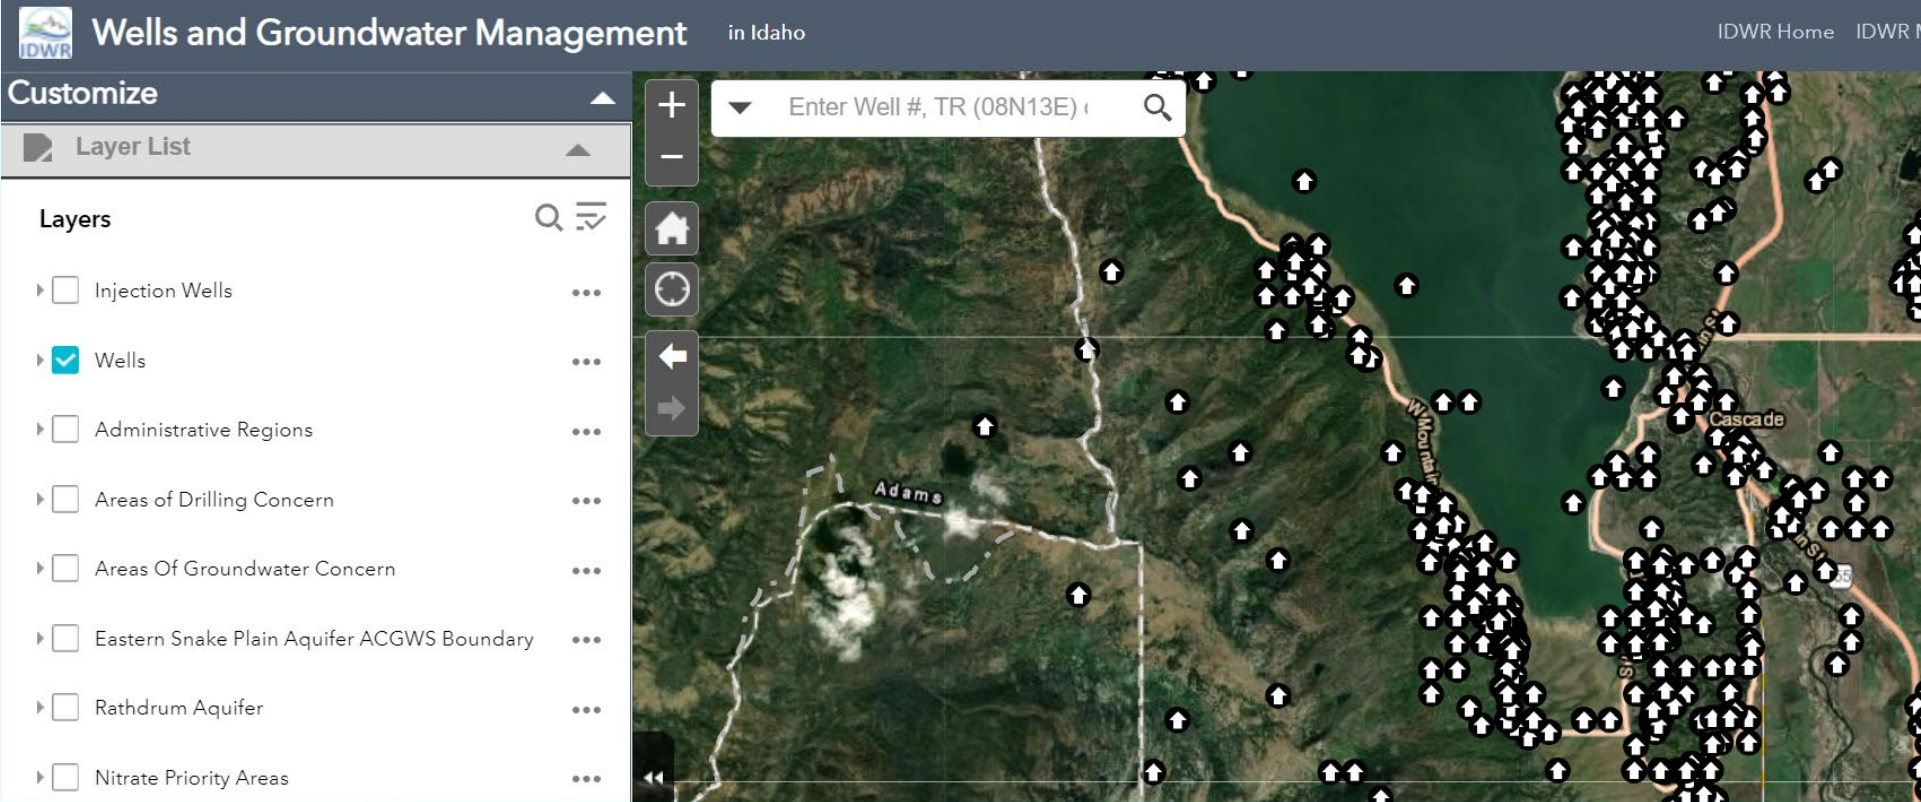 IDWR
Wells and Groundwater Management
in Idaho
IDWR Home
IDWR
Customize
Layer List
Layers
Injection Wells
Wells
Administrative Regions
Areas of Drilling Concern
Areas Of Groundwater Concern
Eastern Snake Plain Aquifer ACGWS Boundary
Rathdrum Aquifer
Nitrate Priority Areas
Enter Well #, TR (08N13E)
Cascade
W Mountain
Adams
n St
55